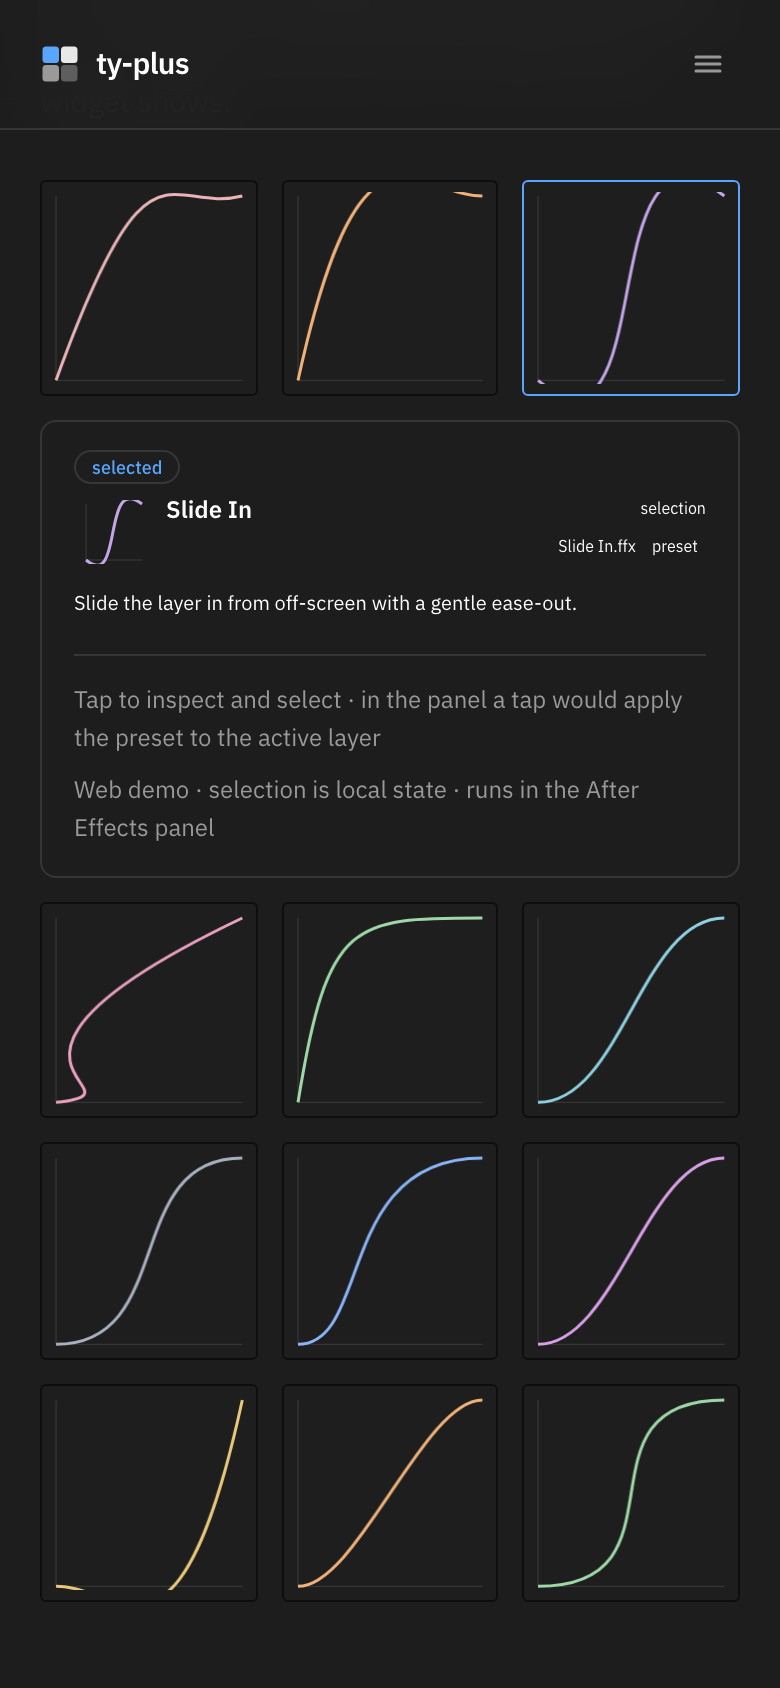 ty-plus
widget shows.
selected
Slide In
selection
Slide In.ffx preset
Slide the layer in from off-screen with a gentle ease-out.
Tap to inspect and select · in the panel a tap would apply
the preset to the active layer
Web demo · selection is local state · runs in the After
Effects panel